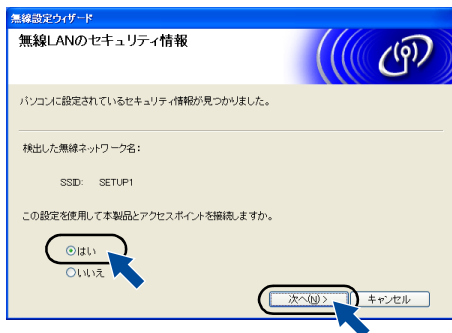 無線設定ウィザード
無線LANのセキュリティ情報
パソコンに設定されているセキュリティ情報が見つかりました。
検出した無線ネットワーク名：
SSID: SETUP1
この設定を使用して本製品とアクセスポイントを接続しますか。
はい
いいえ
次へ(N) > キャンセル